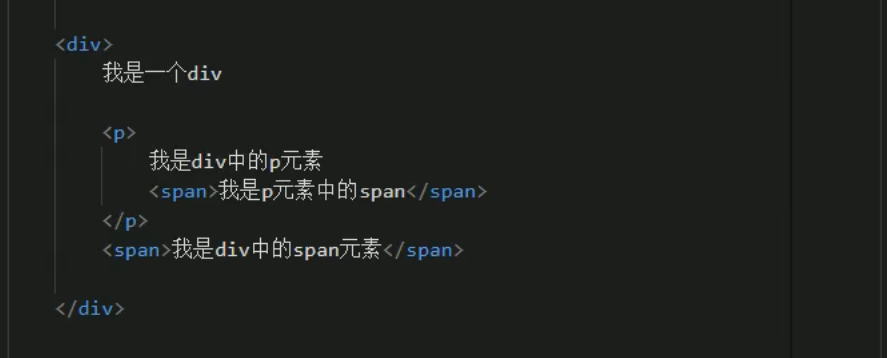 <div>
我是一个div
<p>
我是div中的p元素
<span>我是p元素中的span</span>
</p>
<span>我是div中的span元素</span>
</div>